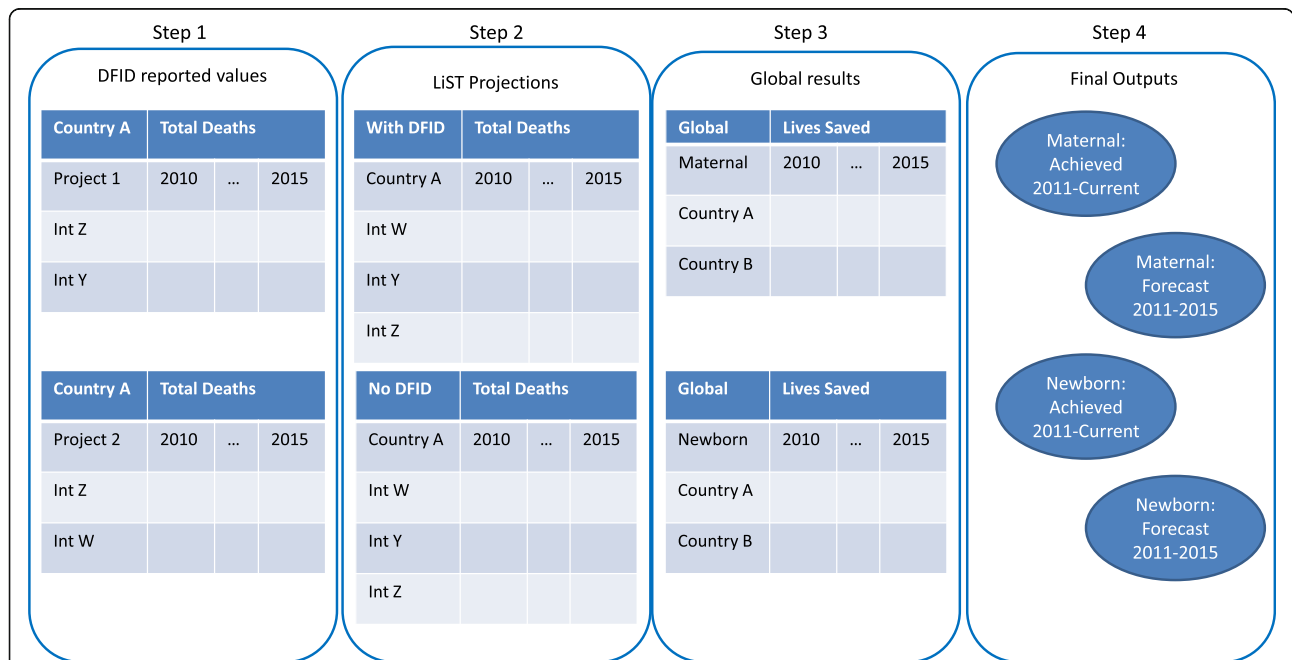 Step 1
DFID reported values
Country A Total Deaths
Project 1 2010 ... 2015
Int Z
Int Y
Country A Total Deaths
Project 2 2010 ... 2015
Int Z
Int W
Step 2
LiST Projections
With DFID Total Deaths
Country A 2010 ... 2015
Int W
Int Y
Int Z
No DFID Total Deaths
Country A 2010 ... 2015
Int W
Int Y
Int Z
Step 3
Global results
Global Lives Saved
Maternal 2010 ... 2015
Country A
Country B
Global Lives Saved
Newborn 2010 ... 2015
Country A
Country B
Step 4
Final Outputs
Maternal:
Achieved
2011-Current
Maternal:
Forecast
2011-2015
Newborn:
Achieved
2011-Current
Newborn:
Forecast
2011-2015